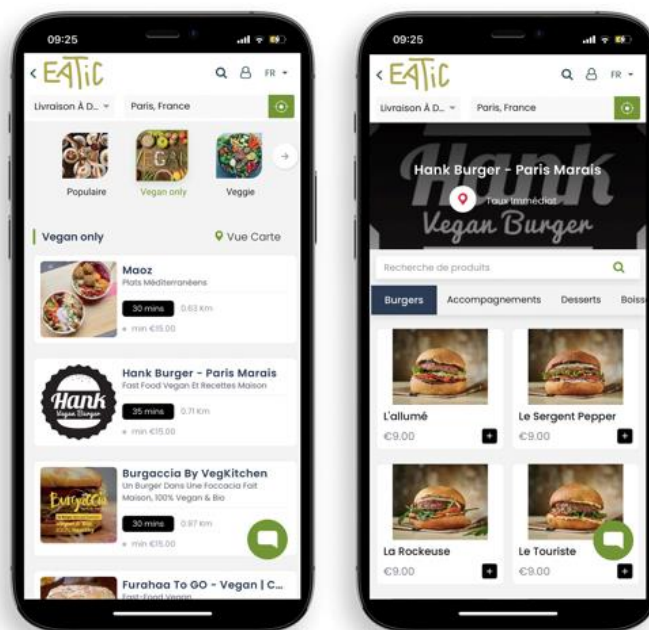 09:25
EATiC
FR
Livraison À D...
Paris, France
Populaire
Vegan only
Veggie
Vegan only
Vue Carte
Maoz
Plats Méditerranéens
30 mins
0.63 Km
min €15.00
Hank
Vegan Burger
Hank Burger - Paris Marais
Fast Food Vegan Et Recettes Maison
35 mins
0.71 Km
min €15.00
Burgaccia
Burgaccia By VegKitchen
Un Burger Dans Une Foccacia Fait
Maison, 100% Vegan & Bio
30 mins
0.97 Km
min €15.00
Furahaa To GO - Vegan | C...
Fast-Food Vegan
09:25
EATiC
FR
Livraison À D...
Paris, France
Hank
Vegan Burger
Hank Burger - Paris Marais
Taux Immédiat
Recherche de produits
Burgers
Accompagnements
Desserts
Boiss
L'allumé
€9.00
Le Sergent Pepper
€9.00
La Rockeuse
€9.00
Le Touriste
€9.00